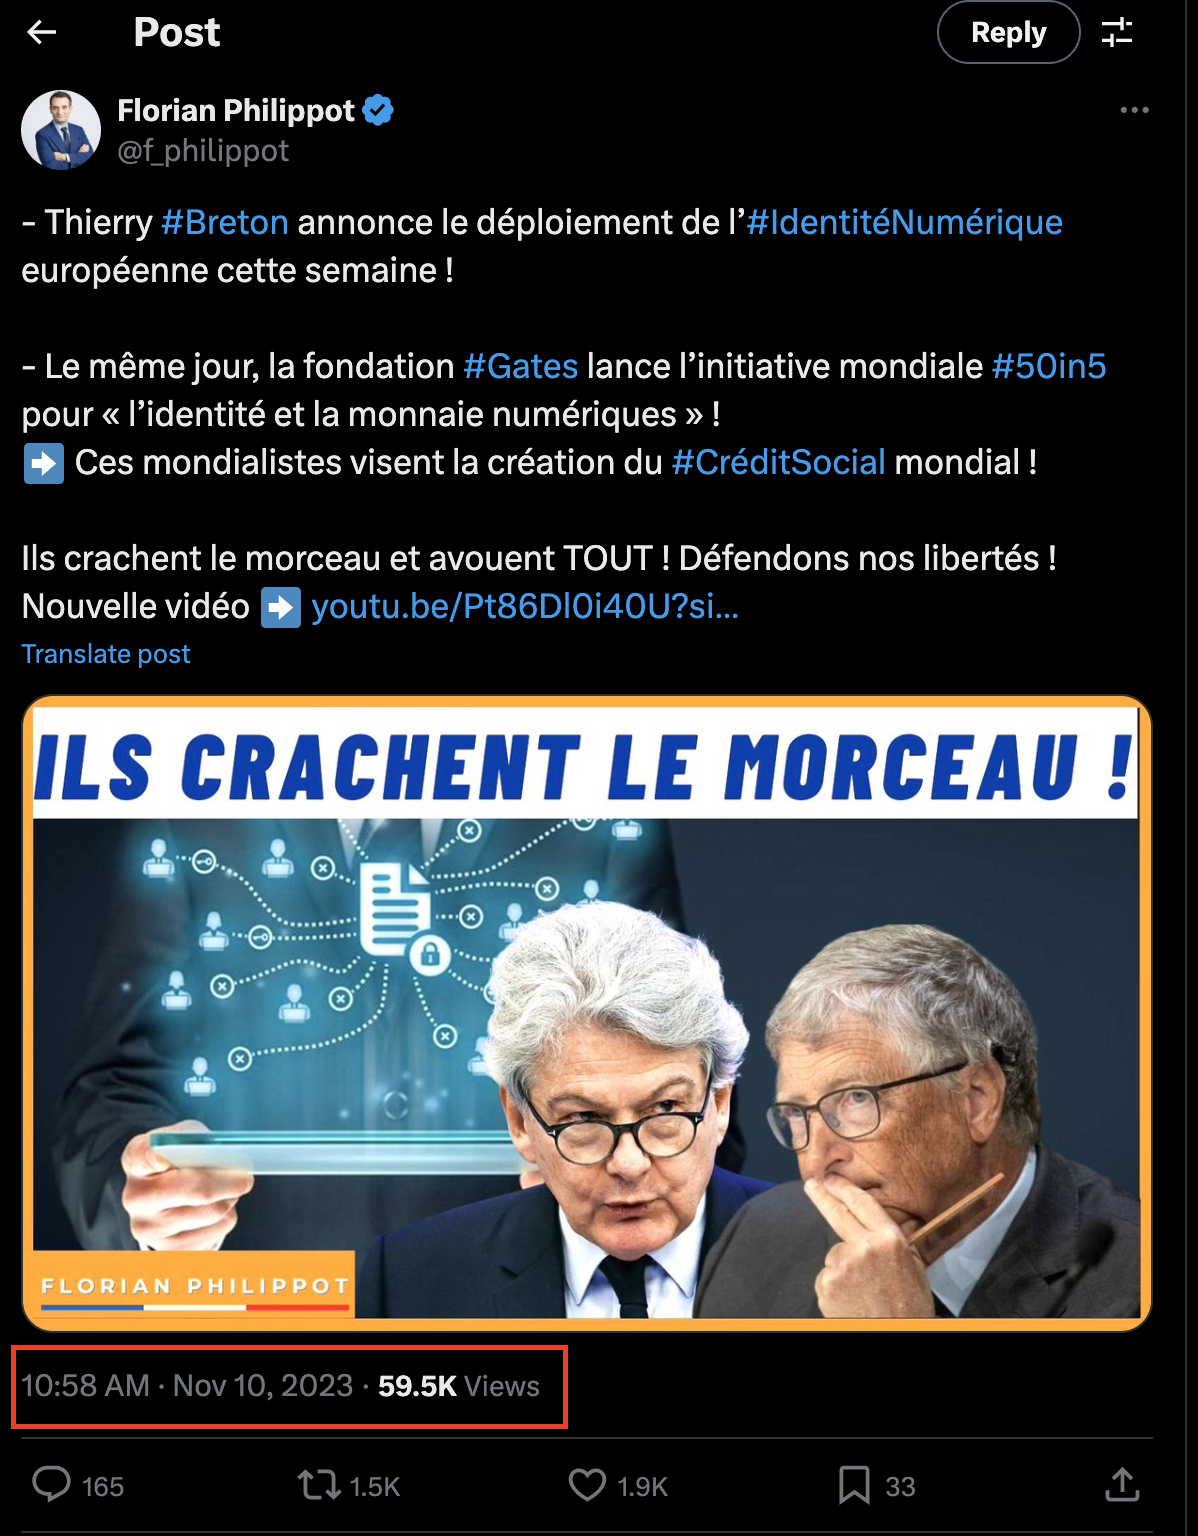 Post
Reply
Florian Philippot
@f_philippot
- Thierry #Breton annonce le déploiement de l’#IdentitéNumérique
européenne cette semaine !
- Le même jour, la fondation #Gates lance l’initiative mondiale #50in5
pour « l’identité et la monnaie numériques » !
➡️ Ces mondialistes visent la création du #CréditSocial mondial !
Ils crachent le morceau et avouent TOUT ! Défendons nos libertés !
Nouvelle vidéo ➡️ youtu.be/Pt86Dl0i40U?si…
Translate post
ILS CRACHENT LE MORCEAU !
FLORIAN PHILIPPOT
10:58 AM · Nov 10, 2023 · 59.5K Views
165 1.5K 1.9K 33